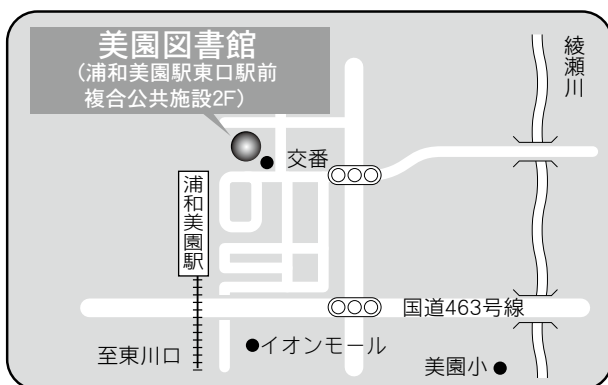 美園図書館
（浦和美園駅東口駅前
複合公共施設2F）
綾瀬川
交番
浦和美園駅
国道463号線
至東川口
イオンモール
美園小